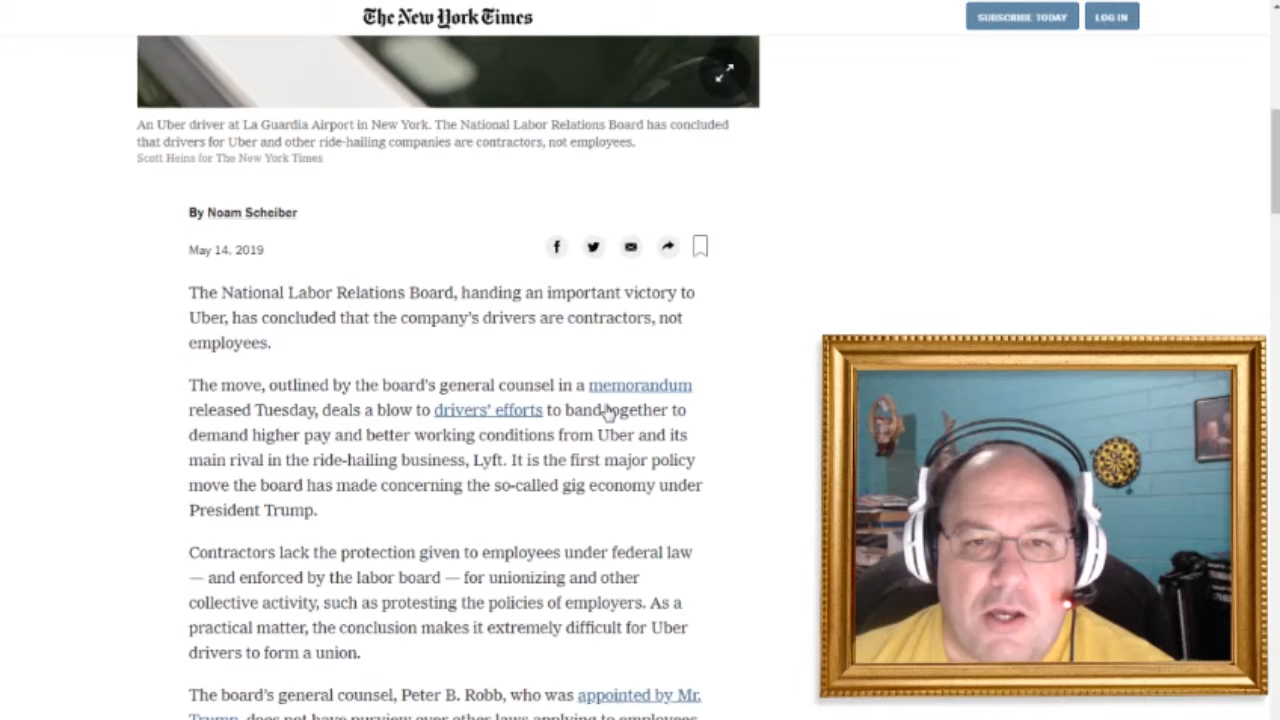 The New York Times
SUBSCRIBE TODAY
LOG IN
An Uber driver at La Guardia Airport in New York. The National Labor Relations Board has concluded
that drivers for Uber and other ride-hailing companies are contractors, not employees.
Scott Heins for The New York Times
By Noam Scheiber
May 14, 2019
The National Labor Relations Board, handing an important victory to
Uber, has concluded that the company's drivers are contractors, not
employees.
The move, outlined by the board's general counsel in a memorandum
released Tuesday, deals a blow to drivers' efforts to band together to
demand higher pay and better working conditions from Uber and its
main rival in the ride-hailing business, Lyft. It is the first major policy
move the board has made concerning the so-called gig economy under
President Trump.
Contractors lack the protection given to employees under federal law
— and enforced by the labor board — for unionizing and other
collective activity, such as protesting the policies of employers. As a
practical matter, the conclusion makes it extremely difficult for Uber
drivers to form a union.
The board's general counsel, Peter B. Robb, who was appointed by Mr.
Trump, does not have purview over other laws applying to employees